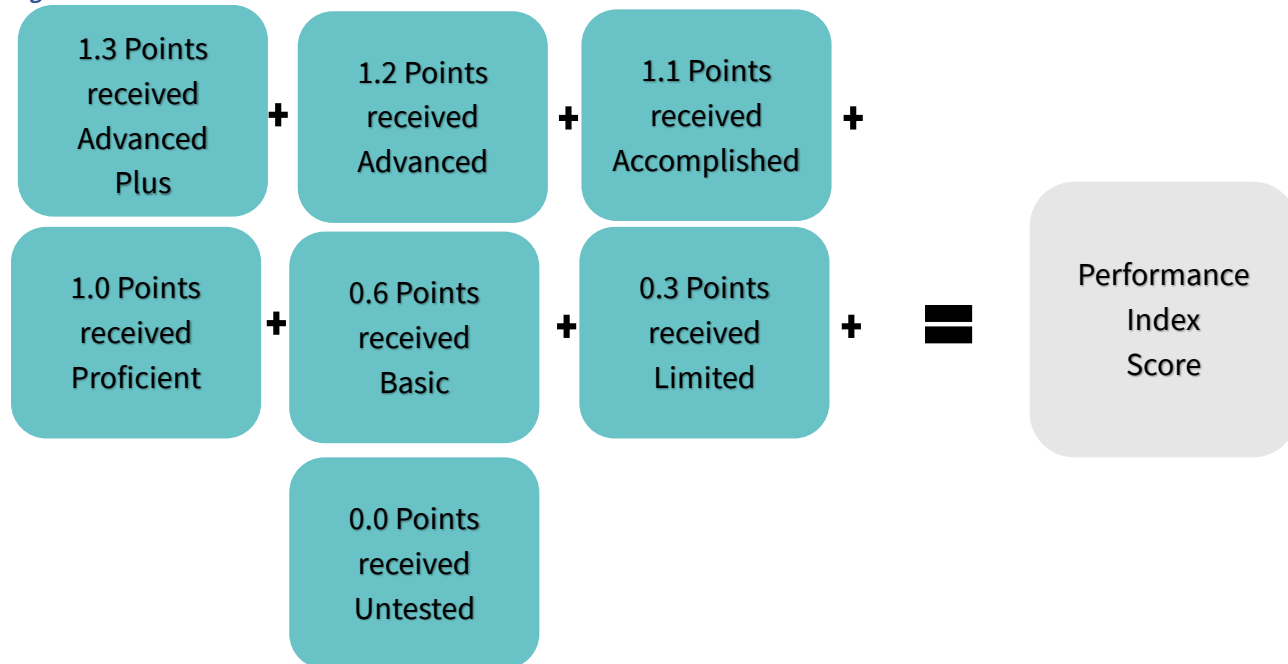 1.3 Points
received
Advanced
Plus
+
1.2 Points
received
Advanced
+
1.1 Points
received
Accomplished
+
1.0 Points
received
Proficient
+
0.6 Points
received
Basic
+
0.3 Points
received
Limited
+
0.0 Points
received
Untested
=
Performance
Index
Score